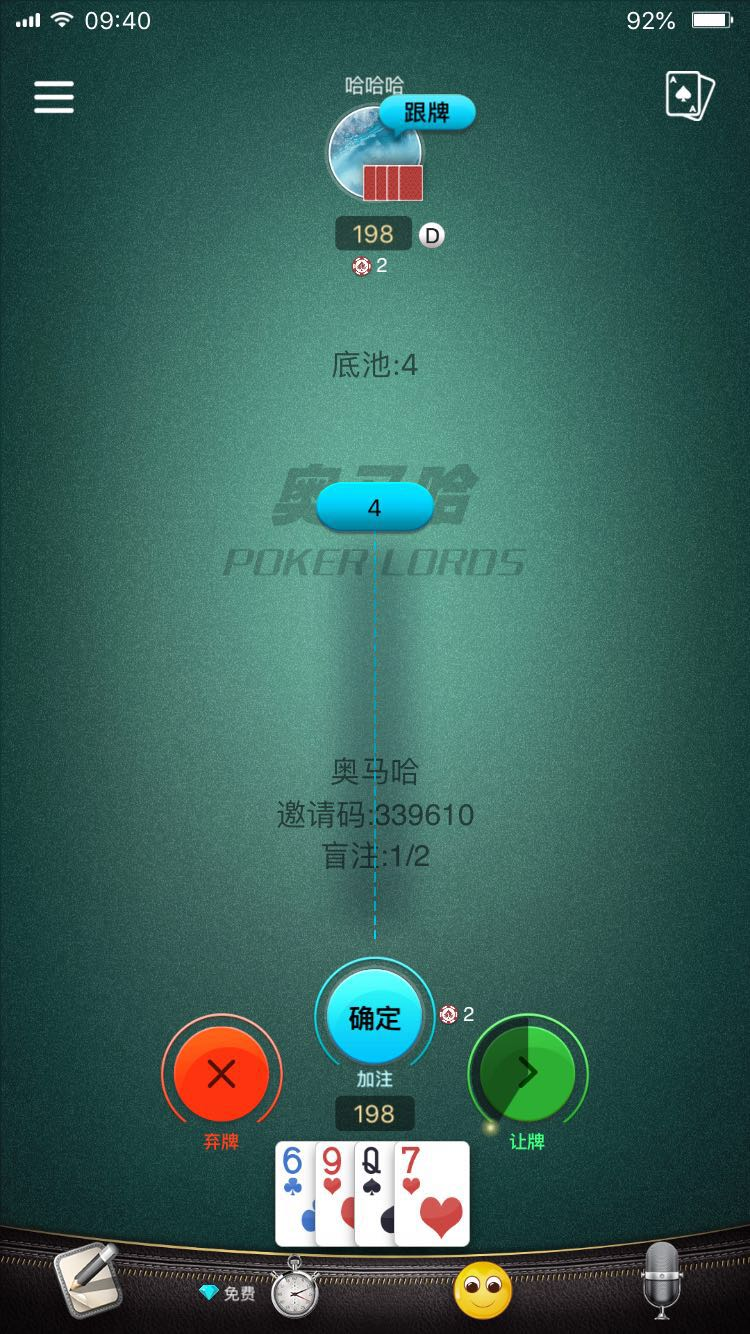 09:40
92%
哈哈哈
跟牌
198
D
2
底池:4
奥马哈
4
POKER LORDS
奥马哈
邀请码:339610
盲注:1/2
确定
2
加注
198
弃牌
让牌
6 9 Q 7
免费